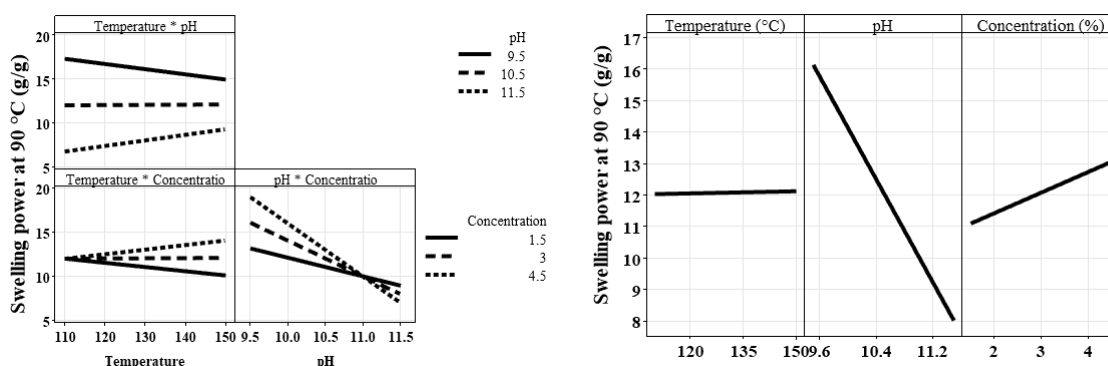 Temperature * pH
20
15
10
5
pH
9.5
10.5
11.5
Swelling power at 90 °C (g/g)
Temperature * Concentratio
pH * Concentratio
20
15
10
5
Concentration
1.5
3
4.5
110 120 130 140 150 9.5 10.0 10.5 11.0 11.5
Temperature
pH
Temperature (°C) pH Concentration (%)
Swelling power at 90 °C (g/g)
17
16
15
14
13
12
11
10
9
8
120 135 150 9.6 10.4 11.2 2 3 4